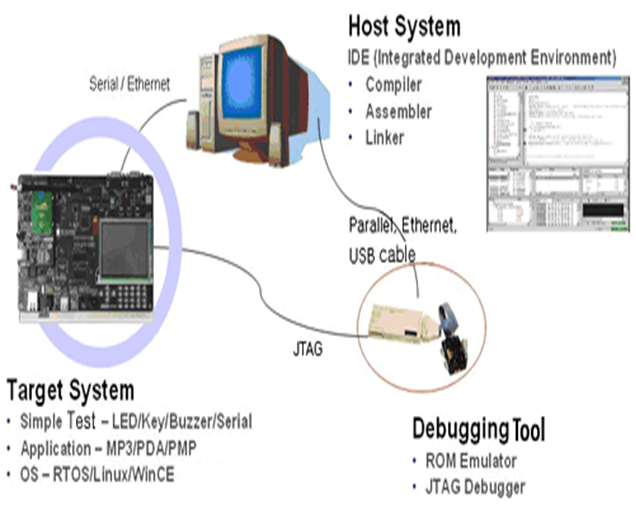 Host System
IDE (Integrated Development Environment)
• Compiler
• Assembler
• Linker
Serial / Ethernet
Parallel, Ethernet,
USB cable
JTAG
Target System
• Simple Test – LED/Key/Buzzer/Serial
• Application – MP3/PDA/PMP
• OS – RTOS/Linux/WinCE
Debugging Tool
• ROM Emulator
• JTAG Debugger